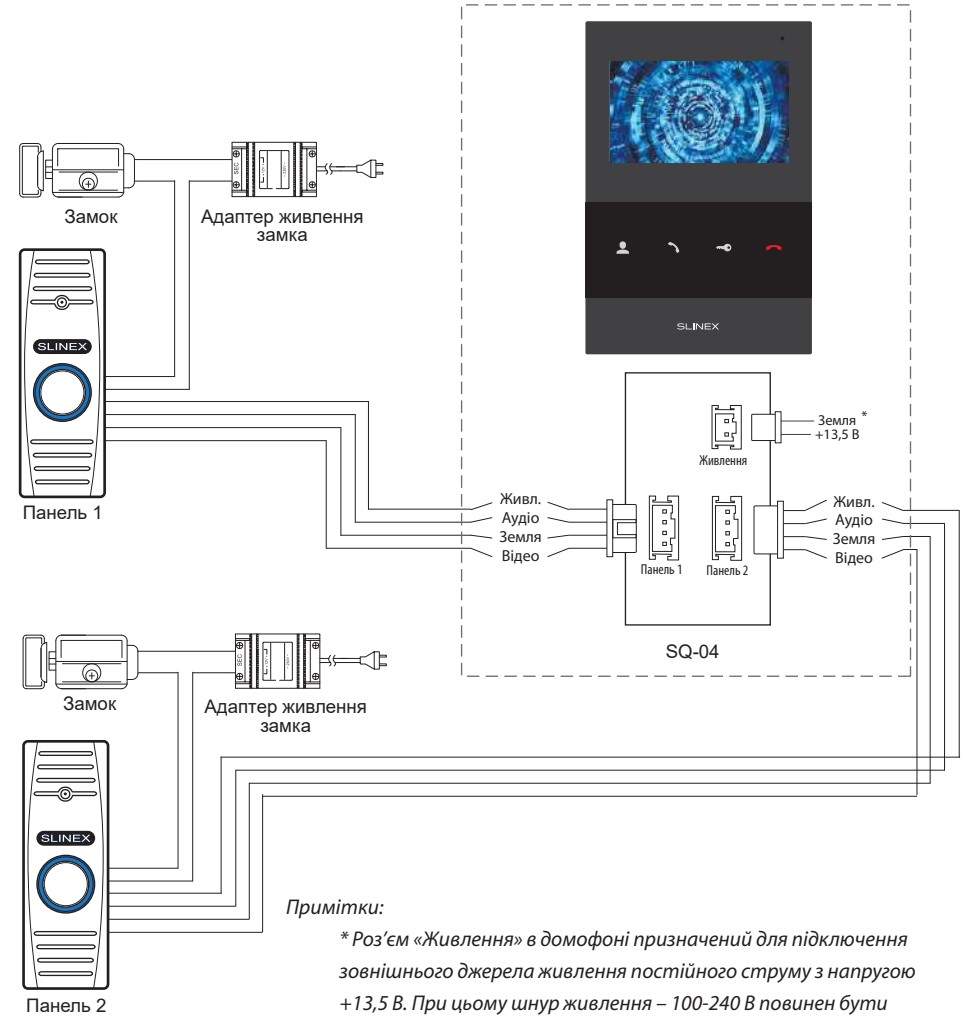 Замок
Адаптер живлення
замка
SLINEX
SLINEX
Панель 1
Земля *
+13,5 В
Живлення
Живл.
Аудіо
Земля
Відео
Панель 1
Панель 2
Живл.
Аудіо
Земля
Відео
SQ-04
Замок
Адаптер живлення
замка
SLINEX
Панель 2
Примітки:
* Роз’єм «Живлення» в домофоні призначений для підключення
зовнішнього джерела живлення постійного струму з напругою
+13,5 В. При цьому шнур живлення – 100-240 В повинен бути